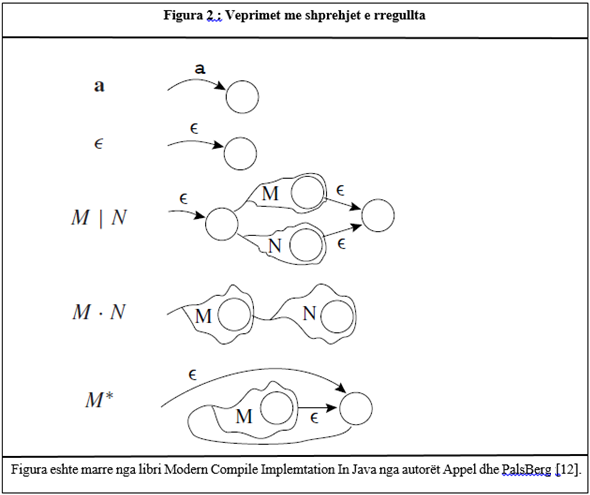 Figura 2 : Veprimet me shprehjet e rregullta
a
a
ϵ
ϵ
M | N
ϵ
M
ϵ
N
ϵ
M · N
M
N
M*
ϵ
M
ϵ
Figura eshte marre nga libri Modern Compile Implemtation In Java nga autorët Appel dhe PalsBerg [12].